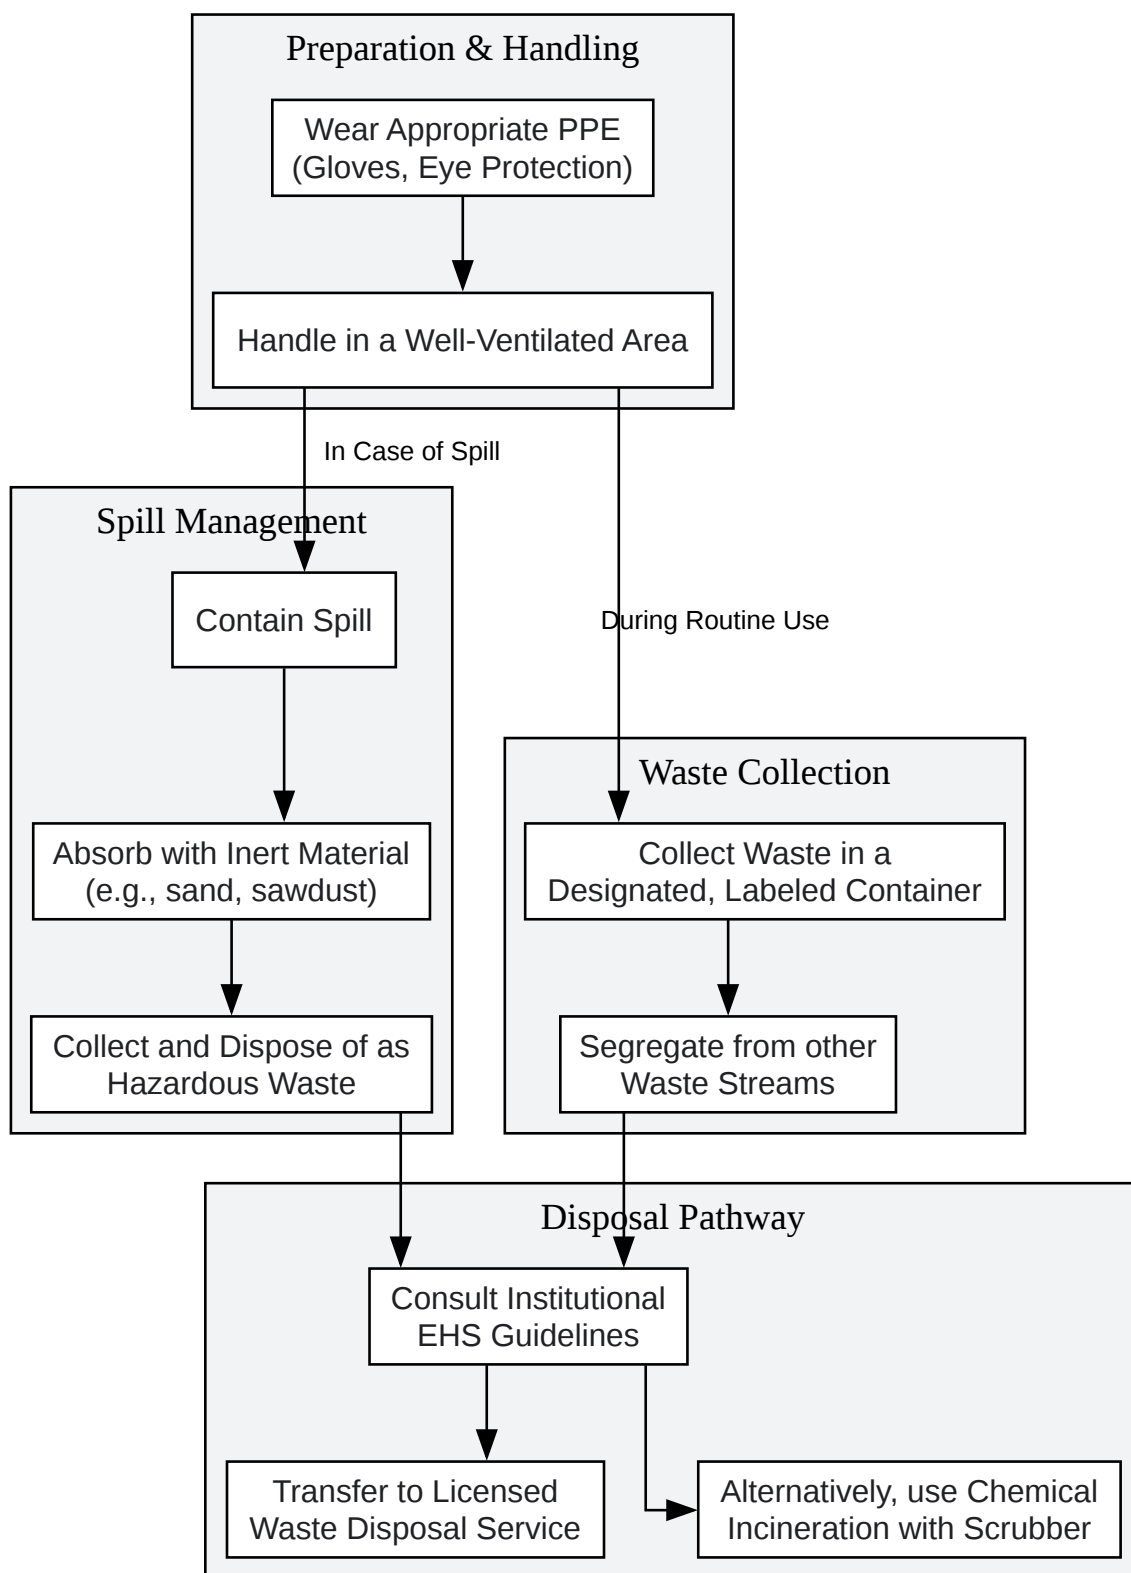 Preparation & Handling
Wear Appropriate PPE
(Gloves, Eye Protection)
Handle in a Well-Ventilated Area
In Case of Spill
Spill Management
Contain Spill
During Routine Use
Waste Collection
Absorb with Inert Material
(e.g., sand, sawdust)
Collect Waste in a
Designated, Labeled Container
Collect and Dispose of as
Hazardous Waste
Segregate from other
Waste Streams
Disposal Pathway
Consult Institutional
EHS Guidelines
Transfer to Licensed
Waste Disposal Service
Alternatively, use Chemical
Incineration with Scrubber